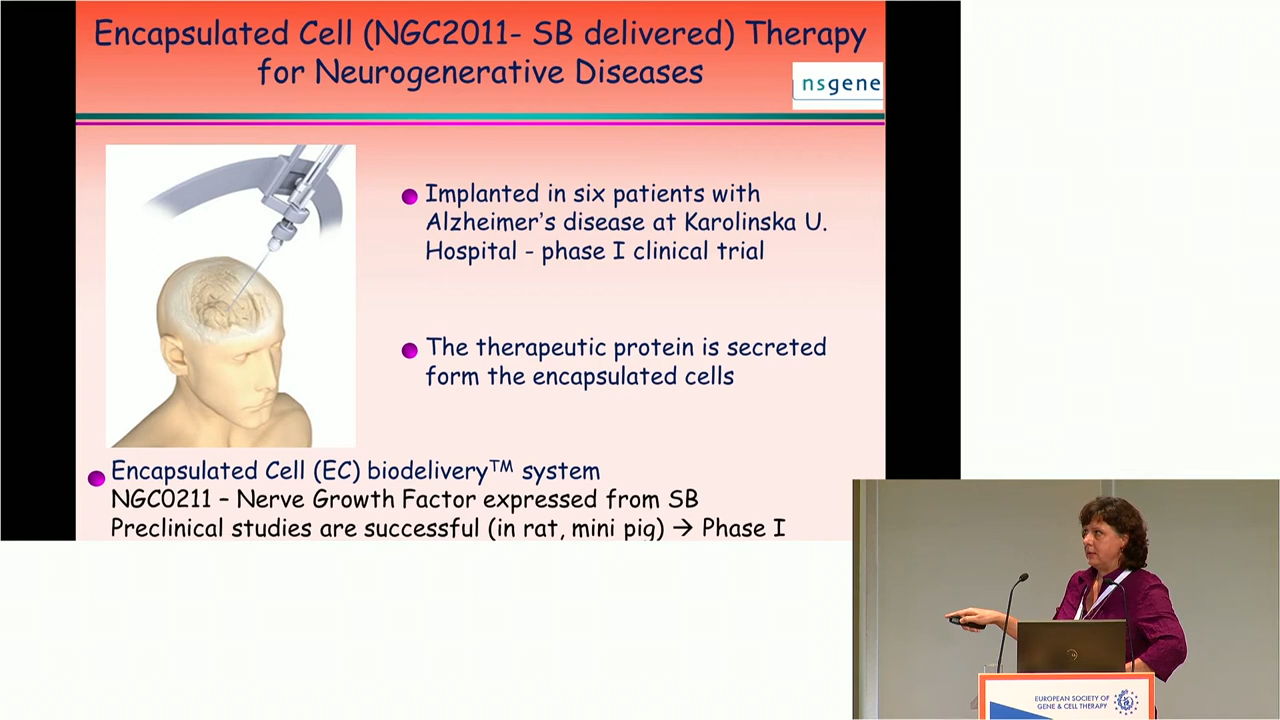 Encapsulated Cell (NGC2011- SB delivered) Therapy
for Neurogenerative Diseases
nsgene
Implanted in six patients with
Alzheimer's disease at Karolinska U.
Hospital - phase I clinical trial
The therapeutic protein is secreted
form the encapsulated cells
Encapsulated Cell (EC) biodelivery™ system
NGC0211 – Nerve Growth Factor expressed from SB
Preclinical studies are successful (in rat, mini pig) → Phase I
EUROPEAN SOCIETY OF
GENE & CELL THERAPY